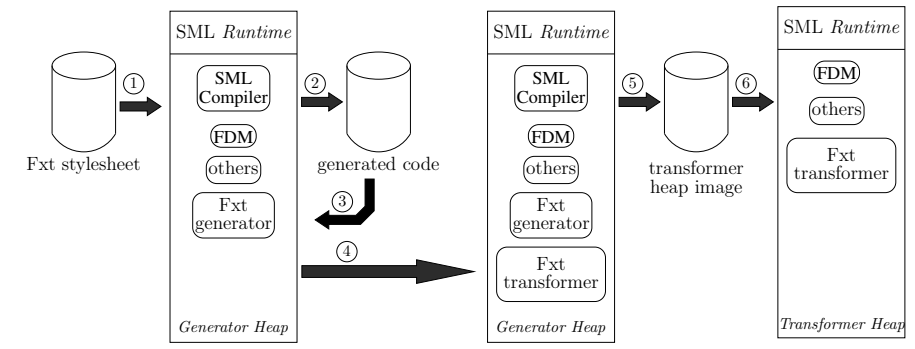 SML Runtime
SML
Compiler
FDM
others
Fxt
generator
Generator Heap
Fxt stylesheet
1
2
generated code
3
4
SML Runtime
SML
Compiler
FDM
others
Fxt
generator
Fxt
transformer
Generator Heap
5
transformer
heap image
6
SML Runtime
FDM
others
Fxt
transformer
Transformer Heap